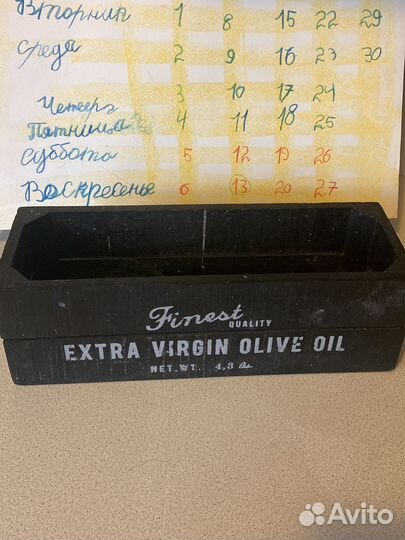 Вторник 1 8 15 22 29
среда 2 9 16 23 30
Четверг 3 10 17 24
Пятница 4 11 18 25
суббота 5 12 19 26
Воскресенье 6 13 20 27
Finest
QUALITY
EXTRA VIRGIN OLIVE OIL
NET. WT. 4,3
Avito